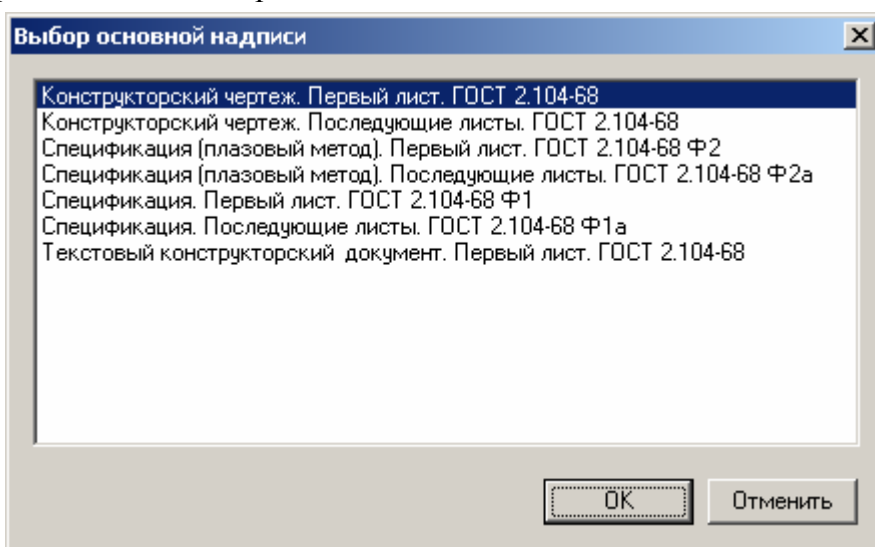 Выбор основной надписи
Конструкторский чертеж. Первый лист. ГОСТ 2.104-68
Конструкторский чертеж. Последующие листы. ГОСТ 2.104-68
Спецификация (плазовый метод). Первый лист. ГОСТ 2.104-68 Ф2
Спецификация (плазовый метод). Последующие листы. ГОСТ 2.104-68 Ф2а
Спецификация. Первый лист. ГОСТ 2.104-68 Ф1
Спецификация. Последующие листы. ГОСТ 2.104-68 Ф1а
Текстовый конструкторский документ. Первый лист. ГОСТ 2.104-68
OK Отменить